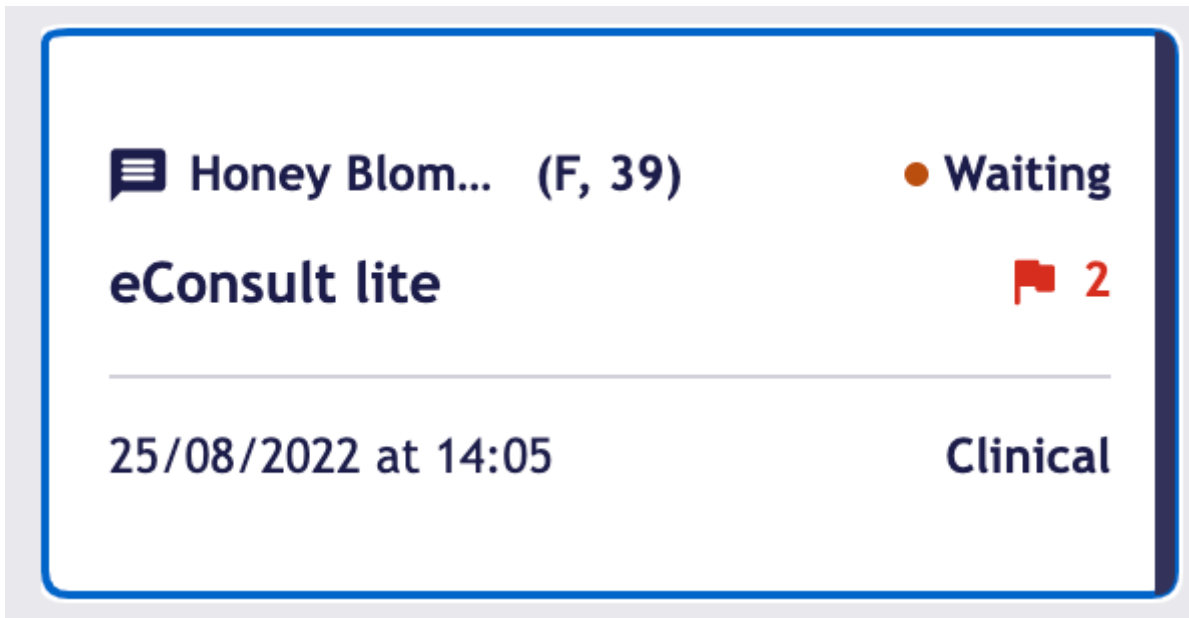 Honey Blom... (F, 39) Waiting
eConsult lite 2
25/08/2022 at 14:05 Clinical